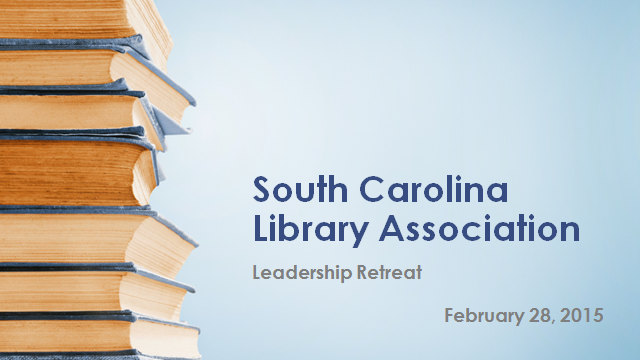 South Carolina
Library Association
Leadership Retreat
February 28, 2015